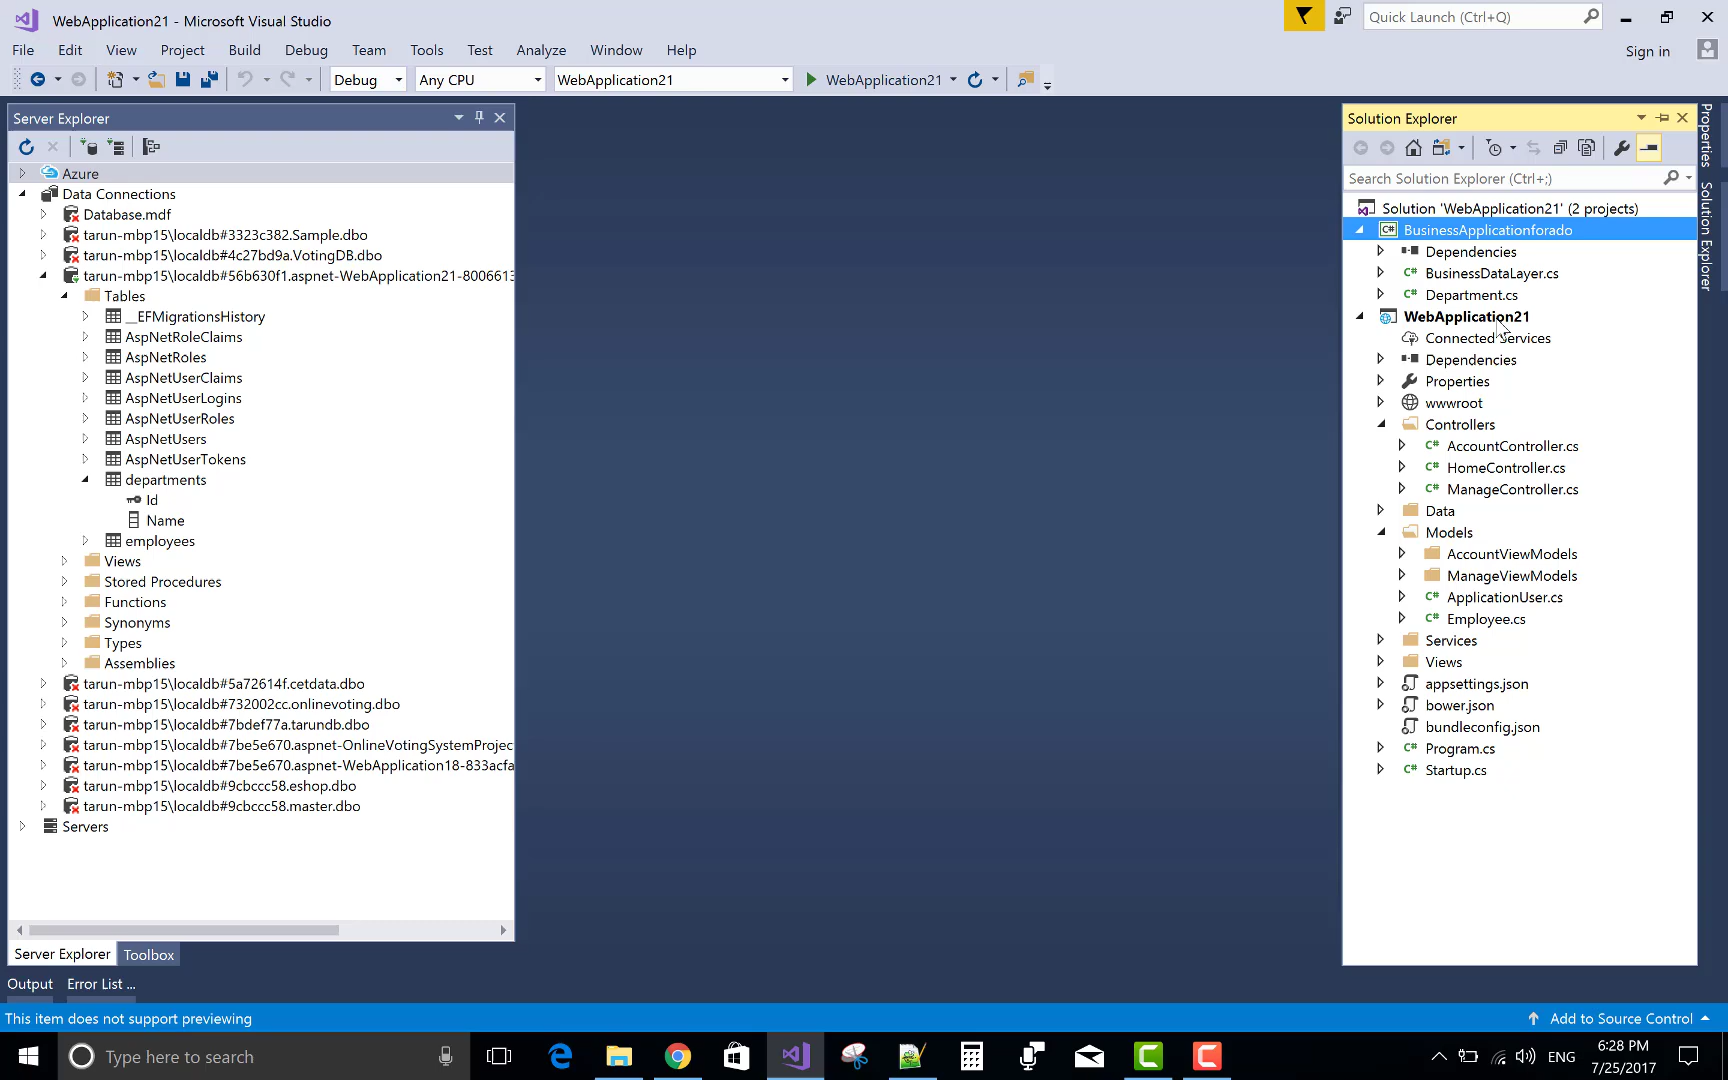 WebApplication21 - Microsoft Visual Studio
Quick Launch (Ctrl+Q)
File Edit View Project Build Debug Team Tools Test Analyze Window Help
Sign in
Debug Any CPU WebApplication21 WebApplication21
Server Explorer
Azure
Data Connections
Database.mdf
tarun-mbp15\localdb#3323c382.Sample.dbo
tarun-mbp15\localdb#4c27bd9a.VotingDB.dbo
tarun-mbp15\localdb#56b630f1.aspnet-WebApplication21-8006613
Tables
__EFMigrationsHistory
AspNetRoleClaims
AspNetRoles
AspNetUserClaims
AspNetUserLogins
AspNetUserRoles
AspNetUsers
AspNetUserTokens
departments
Id
Name
employees
Views
Stored Procedures
Functions
Synonyms
Types
Assemblies
tarun-mbp15\localdb#5a72614f.cetdata.dbo
tarun-mbp15\localdb#732002cc.onlinevoting.dbo
tarun-mbp15\localdb#7bdef77a.tarundb.dbo
tarun-mbp15\localdb#7be5e670.aspnet-OnlineVotingSystemProjec
tarun-mbp15\localdb#7be5e670.aspnet-WebApplication18-833acfa
tarun-mbp15\localdb#9cbccc58.eshop.dbo
tarun-mbp15\localdb#9cbccc58.master.dbo
Servers
Server Explorer Toolbox
Solution Explorer
Search Solution Explorer (Ctrl+;)
Solution 'WebApplication21' (2 projects)
BusinessApplicationforado
Dependencies
BusinessDataLayer.cs
Department.cs
WebApplication21
Connected Services
Dependencies
Properties
wwwroot
Controllers
AccountController.cs
HomeController.cs
ManageController.cs
Data
Models
AccountViewModels
ManageViewModels
ApplicationUser.cs
Employee.cs
Services
Views
appsettings.json
bower.json
bundleconfig.json
Program.cs
Startup.cs
Properties
Solution Explorer
Output Error List ...
This item does not support previewing
Add to Source Control
Type here to search
ENG
6:28 PM
7/25/2017